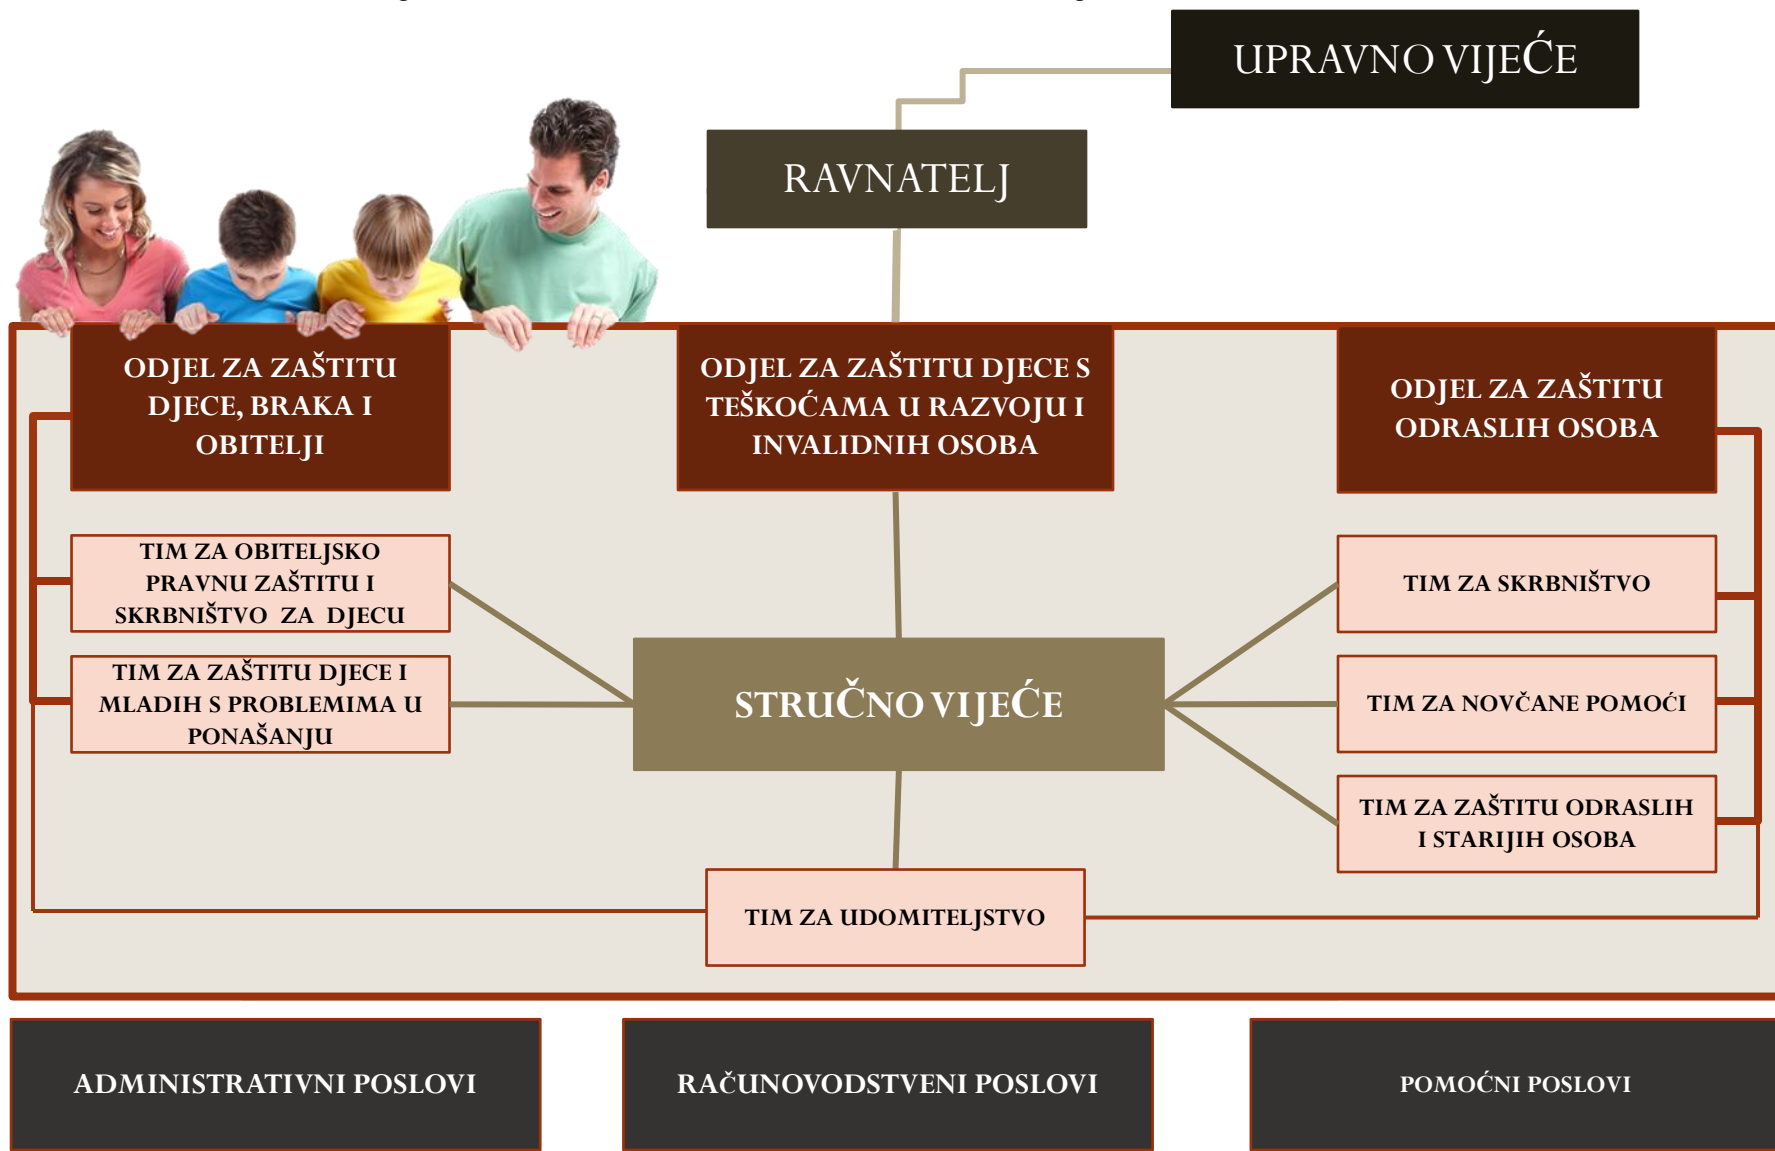 UPRAVNO VIJEĆE
RAVNATELJ
ODJEL ZA ZAŠTITU
DJECE, BRAKA I
OBITELJI
ODJEL ZA ZAŠTITU DJECE S
TEŠKOĆAMA U RAZVOJU I
INVALIDNIH OSOBA
ODJEL ZA ZAŠTITU
ODRASLIH OSOBA
TIM ZA OBITELJSKO
PRAVNU ZAŠTITU I
SKRBNIŠTVO ZA DJECU
TIM ZA ZAŠTITU DJECE I
MLADIH S PROBLEMIMA U
PONAŠANJU
STRUČNO VIJEĆE
TIM ZA SKRBNIŠTVO
TIM ZA NOVČANE POMOĆI
TIM ZA ZAŠTITU ODRASLIH
I STARIJIH OSOBA
TIM ZA UDOMITELJSTVO
ADMINISTRATIVNI POSLOVI
RAČUNOVODSTVENI POSLOVI
POMOĆNI POSLOVI